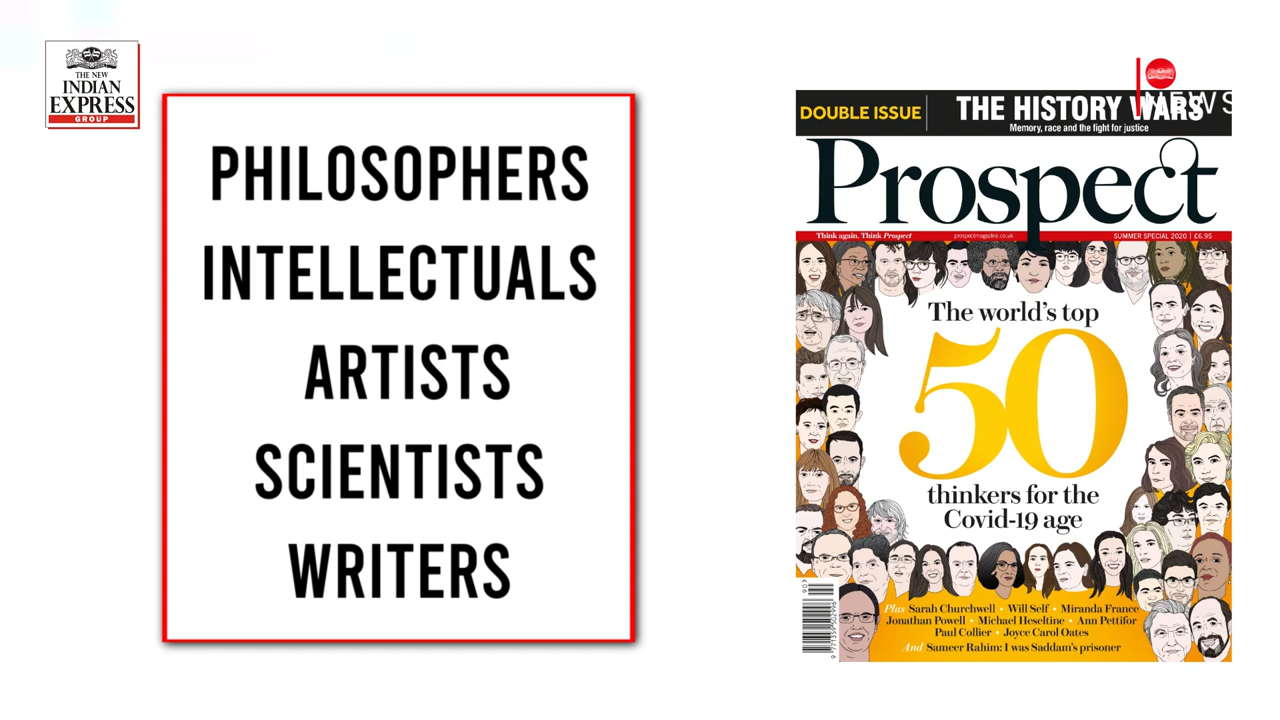 THE NEW
INDIAN
EXPRESS
GROUP
PHILOSOPHERS
INTELLECTUALS
ARTISTS
SCIENTISTS
WRITERS
NEWS
DOUBLE ISSUE
THE HISTORY WARS
Memory, race and the fight for justice
Prospect
Think again. Think Prospect
prospectmagazine.co.uk
SUMMER SPECIAL 2020 | £6.95
The world's top
50
thinkers for the
Covid-19 age
Plus Sarah Churchwell • Will Self • Miranda France
Jonathan Powell • Michael Heseltine • Ann Pettifor
Paul Collier • Joyce Carol Oates
And Sameer Rahim: I was Saddam's prisoner